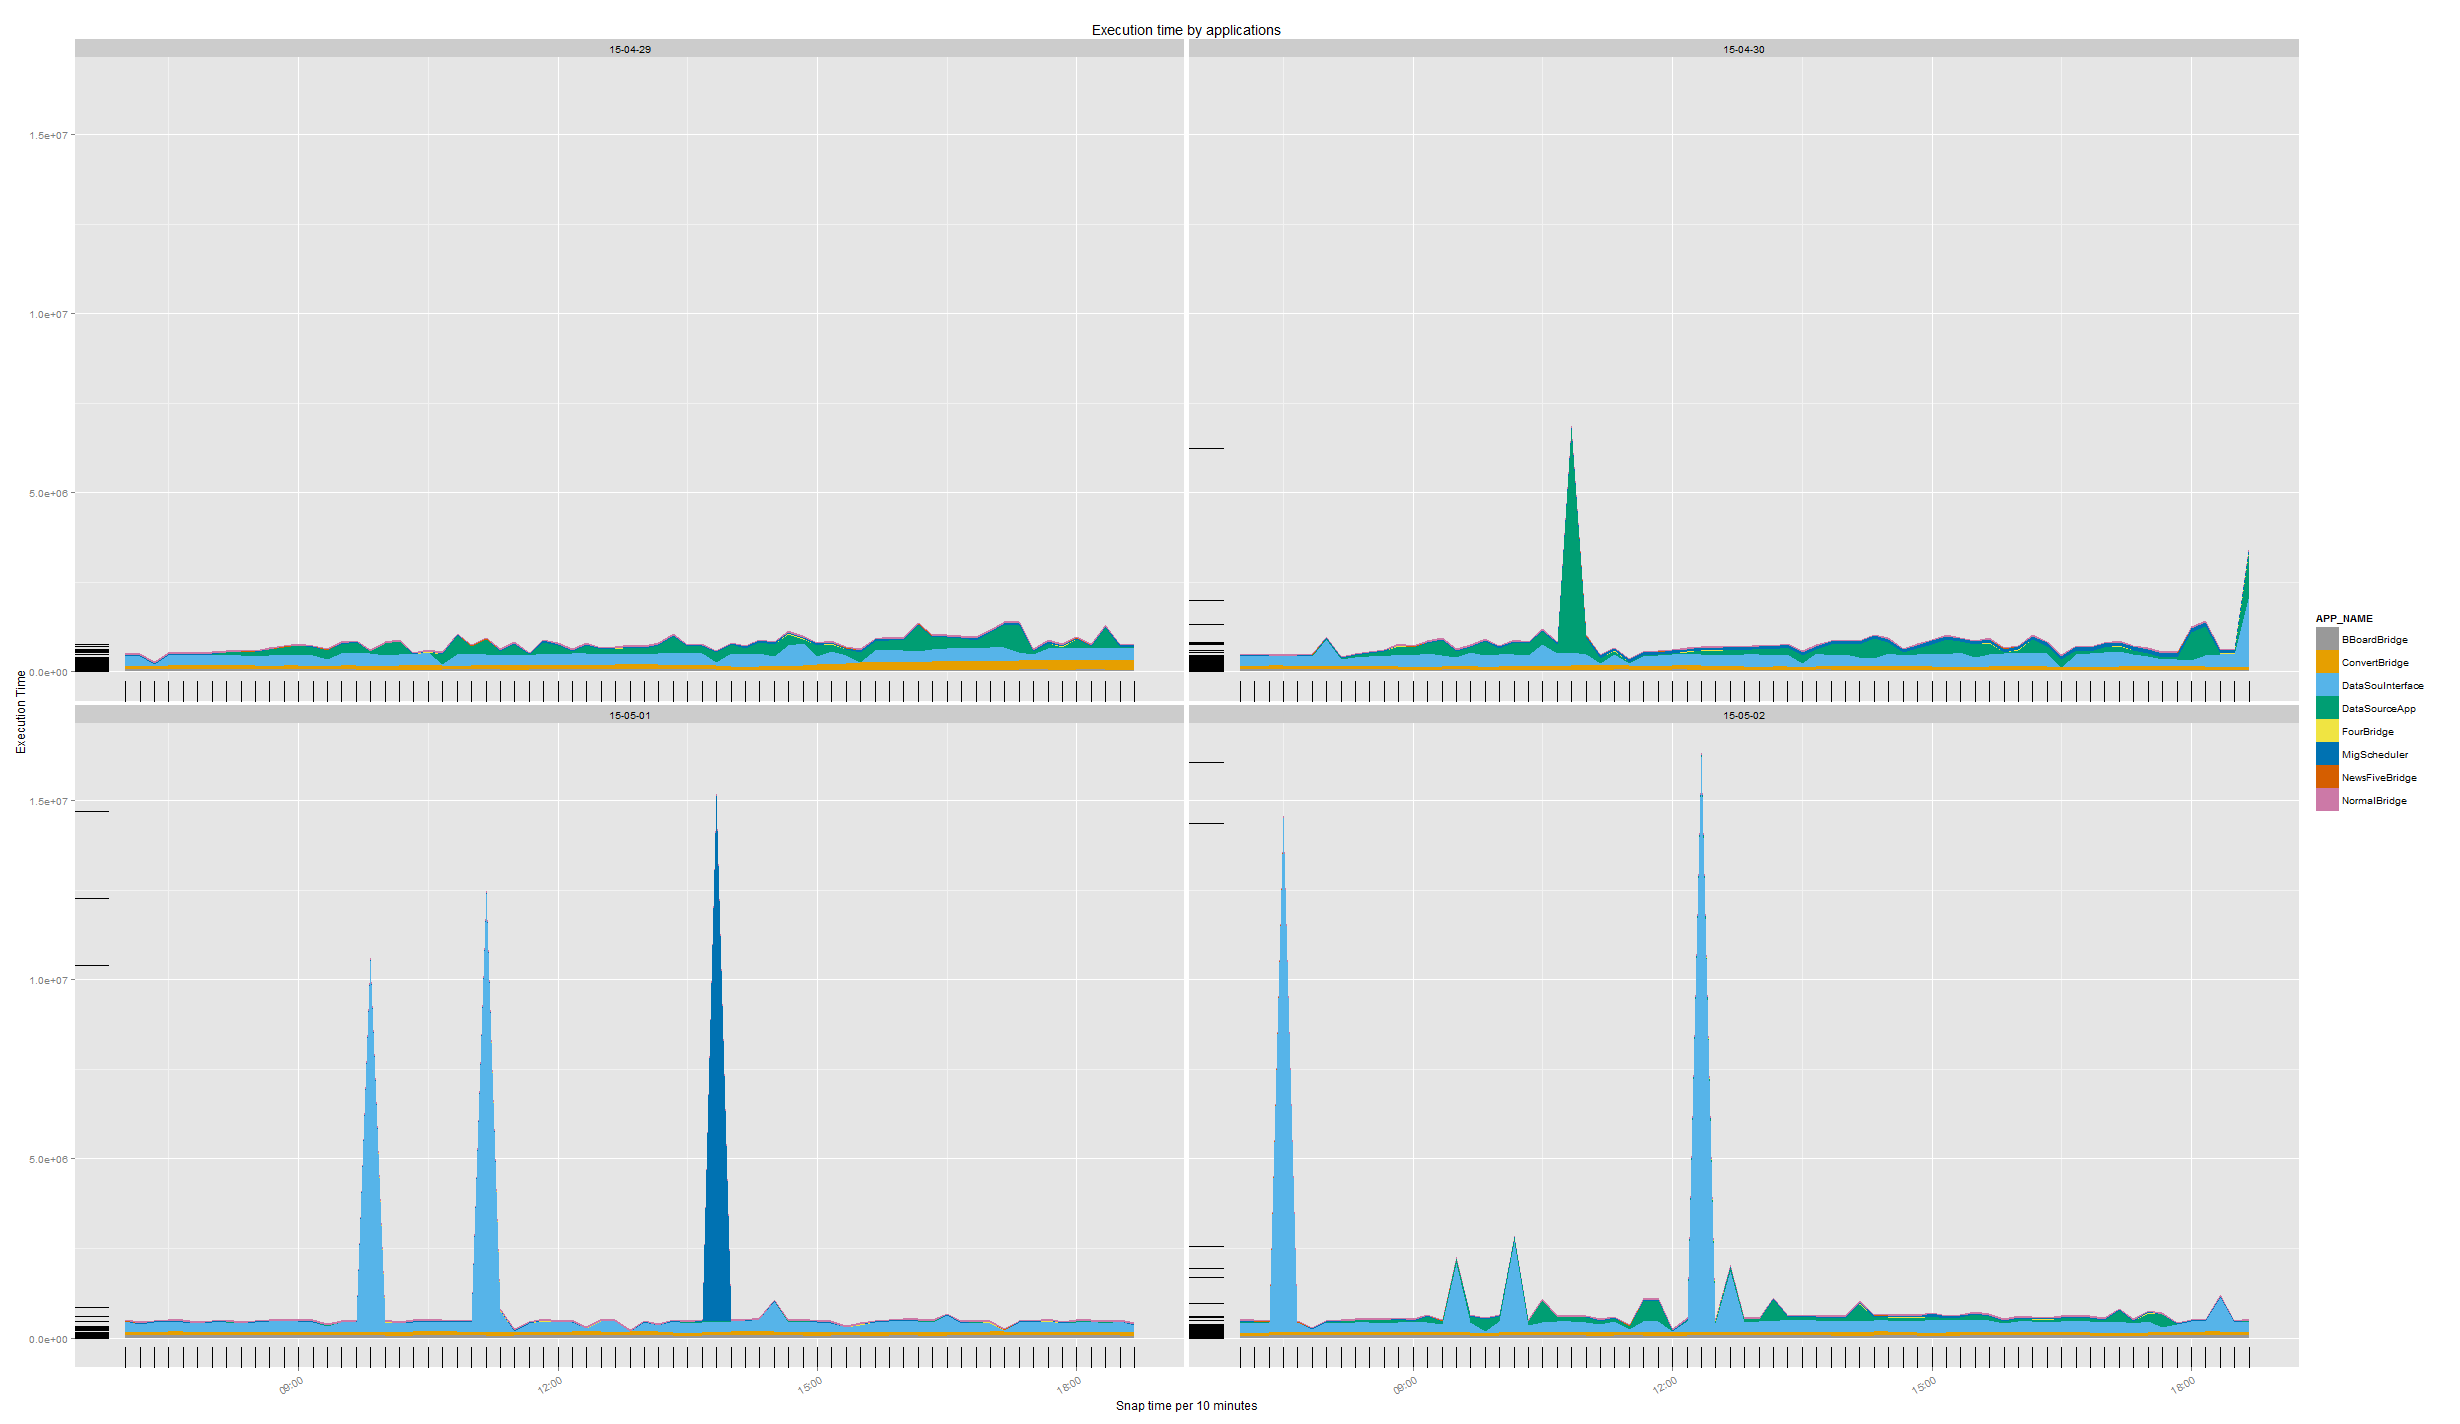 Execution time by applications
15-04-29
15-04-30
1.5e+07
1.0e+07
5.0e+06
0.0e+00
Execution Time
15-05-01
15-05-02
1.5e+07
1.0e+07
5.0e+06
0.0e+00
09:00
12:00
15:00
18:00
09:00
12:00
15:00
18:00
Snap time per 10 minutes
APP_NAME
BBoardBridge
ConvertBridge
DataSouInterface
DataSourceApp
FourBridge
MigScheduler
NewsFiveBridge
NormalBridge